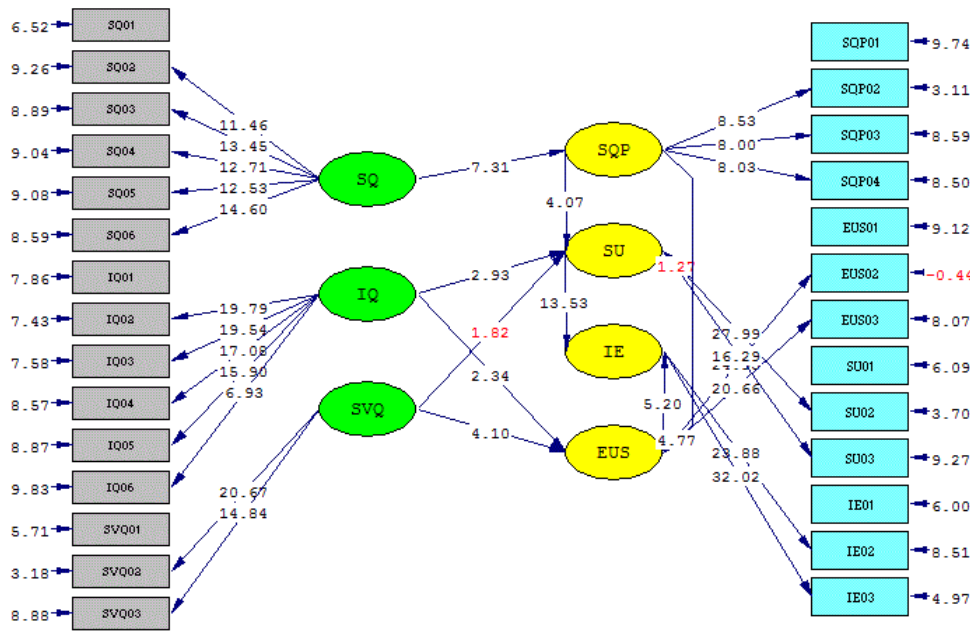 6.52 SQ01
9.26 SQ02
8.89 SQ03
9.04 SQ04
9.08 SQ05
8.59 SQ06
7.86 IQ01
7.43 IQ02
7.58 IQ03
8.57 IQ04
8.87 IQ05
9.83 IQ06
5.71 SVQ01
3.18 SVQ02
8.88 SVQ03
11.46
13.45
12.71
12.53
14.60
19.79
19.54
17.08
15.90
6.93
20.67
14.84
SQ
IQ
SVQ
7.31
2.93
1.82
2.34
4.10
SQP
4.07
SU
1.27
13.53
IE
5.20
EUS
4.77
8.53
8.00
8.03
27.99
16.29
20.66
23.88
32.02
SQP01 9.74
SQP02 3.11
SQP03 8.59
SQP04 8.50
EUS01 9.12
EUS02 -0.44
EUS03 8.07
SU01 6.09
SU02 3.70
SU03 9.27
IE01 6.00
IE02 8.51
IE03 4.97